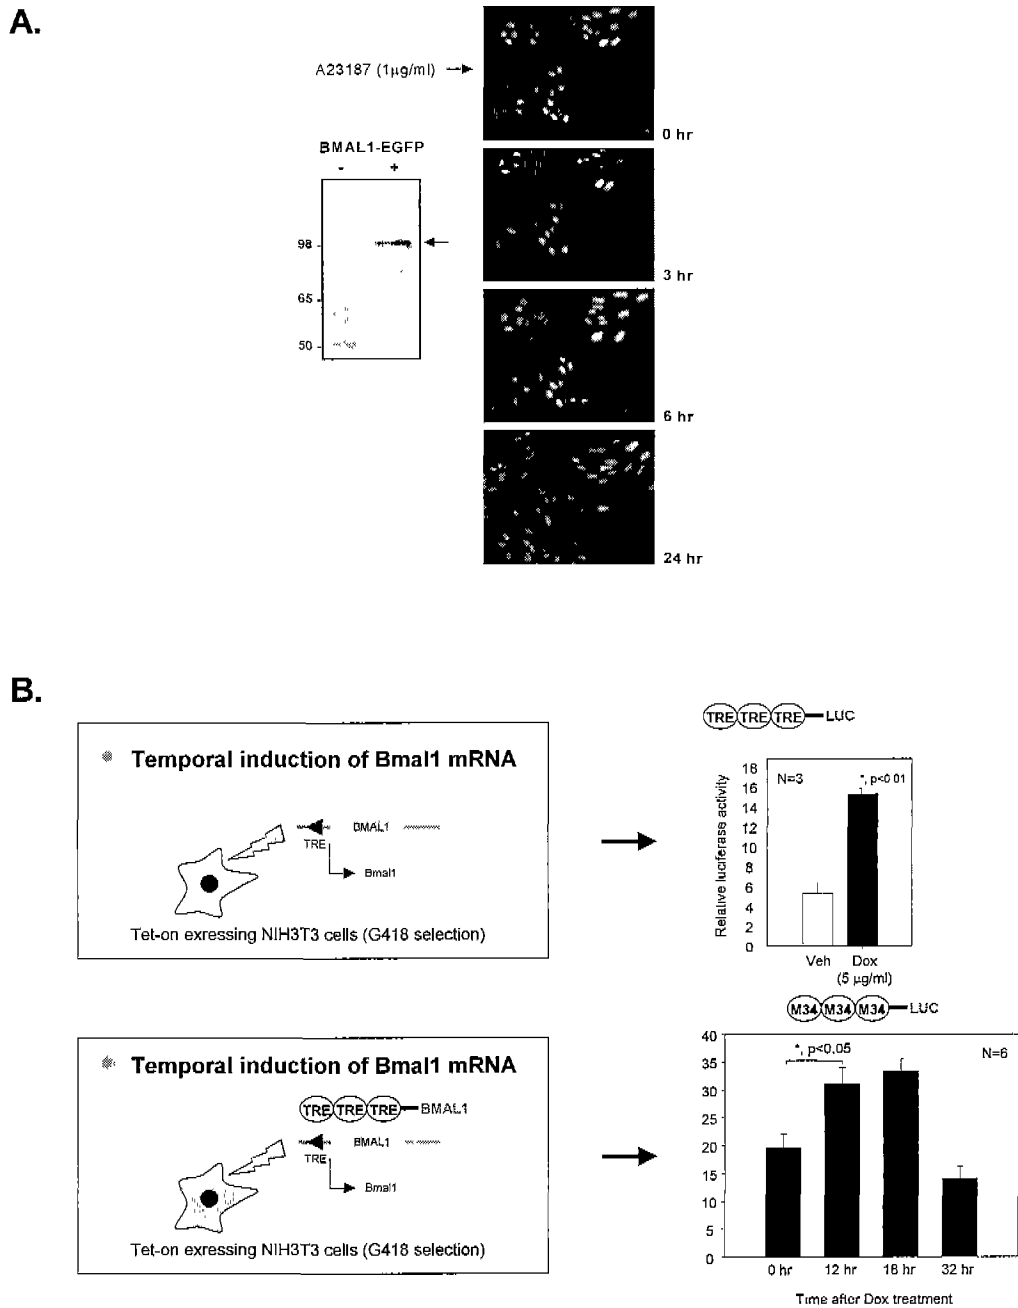 A.
A23187 (1µg/ml)
0 hr
BMAL1-EGFP
- +
98
65
50
3 hr
6 hr
24 hr
B.
Temporal induction of Bmal1 mRNA
BMAL1
TRE
Bmal1
Tet-on exressing NIH3T3 cells (G418 selection)
TRE TRE TRE LUC
Relative luciferase activity
18
16
14
12
10
8
6
4
2
0
N=3
*, p<0.01
Veh
Dox
(5 µg/ml)
Temporal induction of Bmal1 mRNA
TRE TRE TRE BMAL1
BMAL1
TRE
Bmal1
Tet-on exressing NIH3T3 cells (G418 selection)
M34 M34 M34 LUC
40
35
30
25
20
15
10
5
0
*, p<0.05
N=6
0 hr
12 hr
18 hr
32 hr
Time after Dox treatment